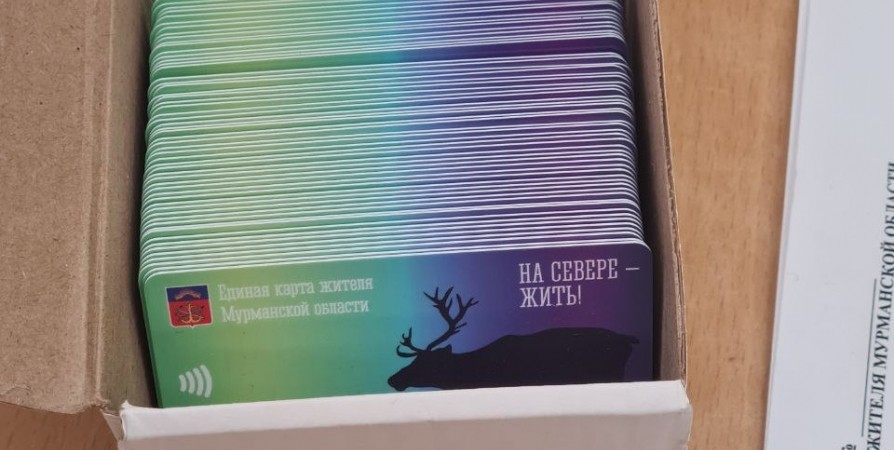 Единая карта жителя
Мурманской области
НА СЕВЕРЕ –
ЖИТЬ!
ЖИТЕЛЯ МУРМАНСКОЙ ОБЛАСТИ